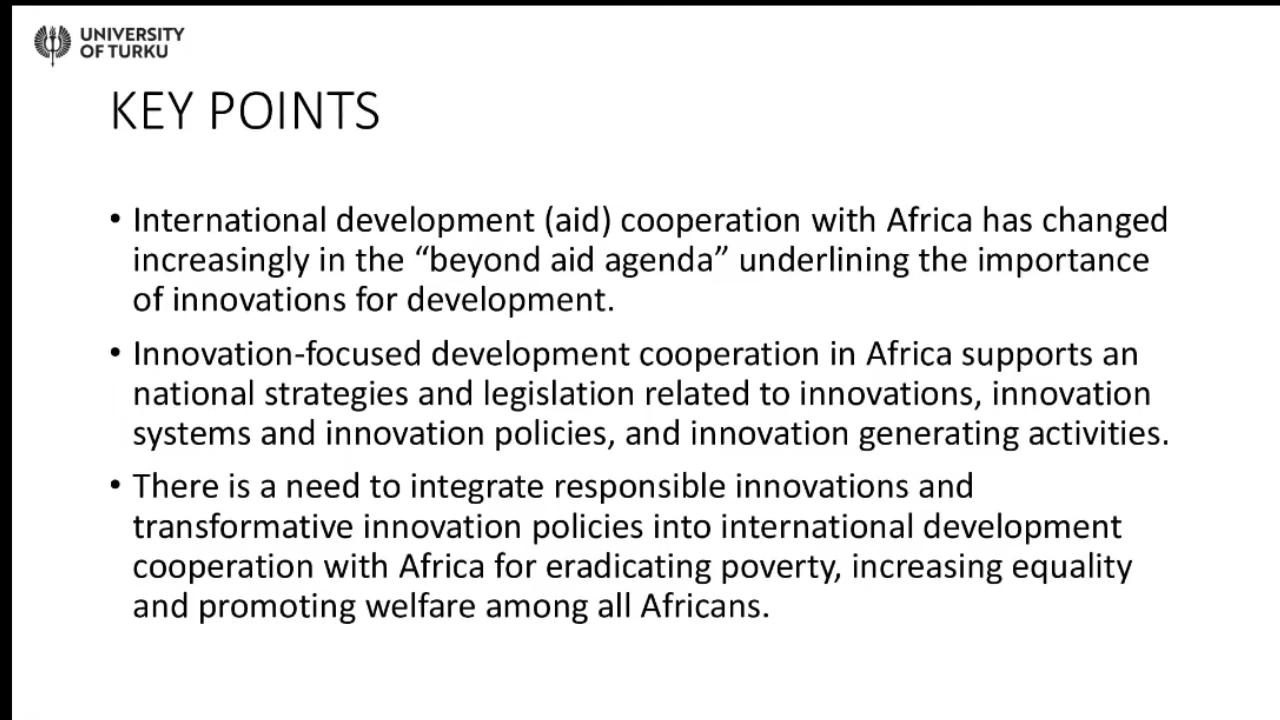 UNIVERSITY
OF TURKU
KEY POINTS
• International development (aid) cooperation with Africa has changed
increasingly in the “beyond aid agenda” underlining the importance
of innovations for development.
• Innovation-focused development cooperation in Africa supports an
national strategies and legislation related to innovations, innovation
systems and innovation policies, and innovation generating activities.
• There is a need to integrate responsible innovations and
transformative innovation policies into international development
cooperation with Africa for eradicating poverty, increasing equality
and promoting welfare among all Africans.